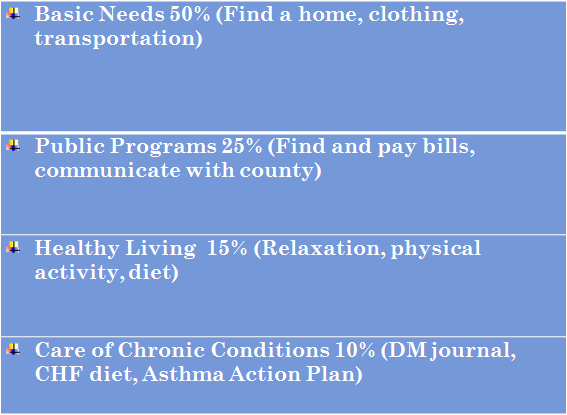 Basic Needs 50% (Find a home, clothing,
transportation)
Public Programs 25% (Find and pay bills,
communicate with county)
Healthy Living 15% (Relaxation, physical
activity, diet)
Care of Chronic Conditions 10% (DM journal,
CHF diet, Asthma Action Plan)